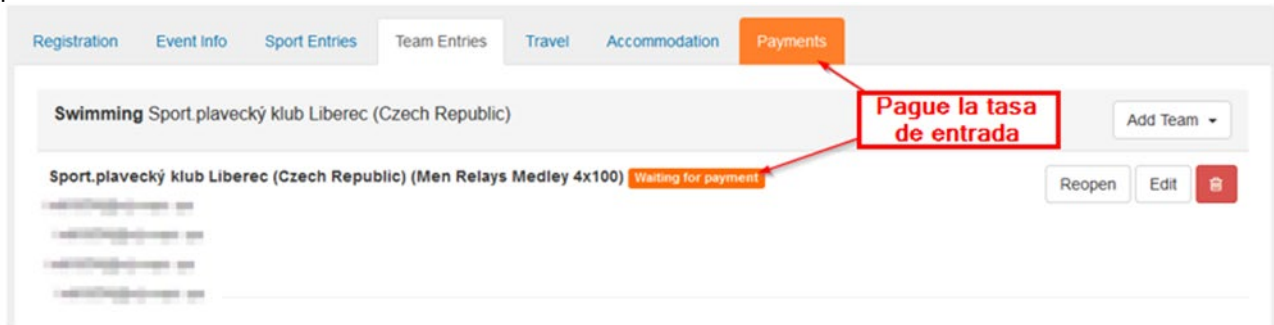 Registration Event Info Sport Entries Team Entries Travel Accommodation Payments
Swimming Sport.plavecký klub Liberec (Czech Republic)
Pague la tasa
de entrada
Add Team
Sport.plavecký klub Liberec (Czech Republic) (Men Relays Medley 4x100) Waiting for payment
Reopen Edit